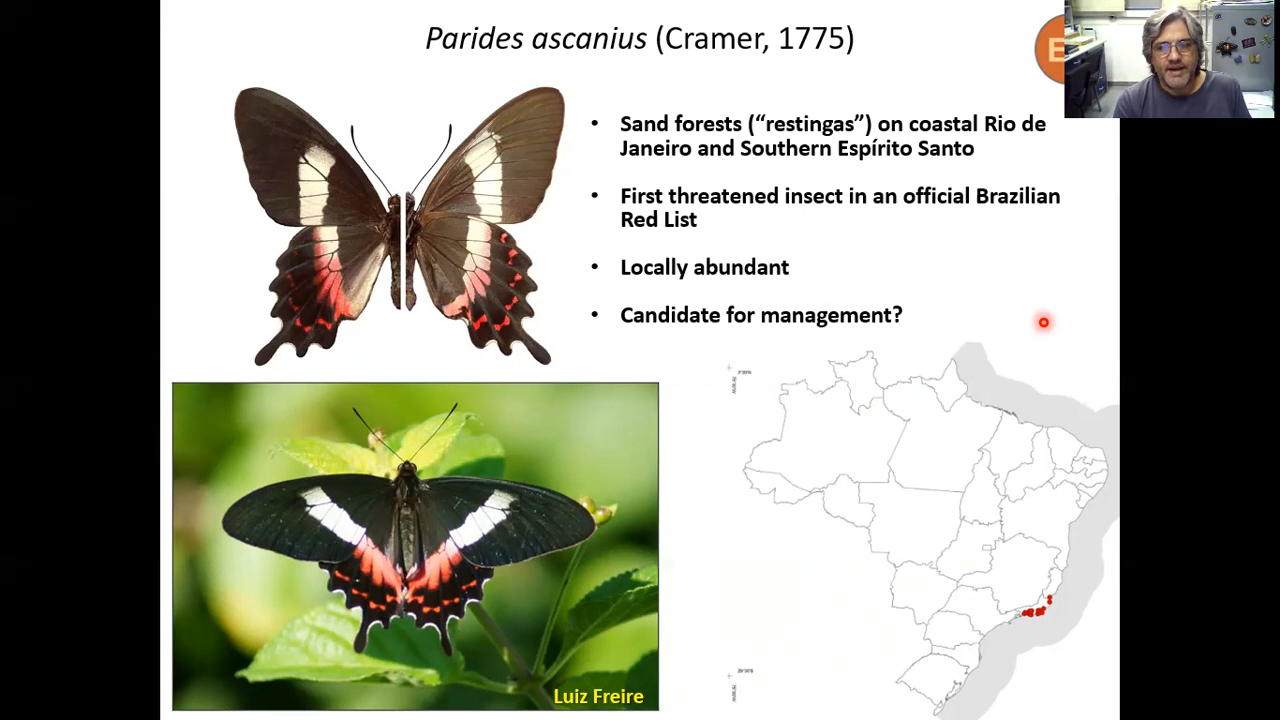 Parides ascanius (Cramer, 1775)
E
• Sand forests (“restingas”) on coastal Rio de
Janeiro and Southern Espírito Santo
• First threatened insect in an official Brazilian
Red List
• Locally abundant
• Candidate for management?
Luiz Freire